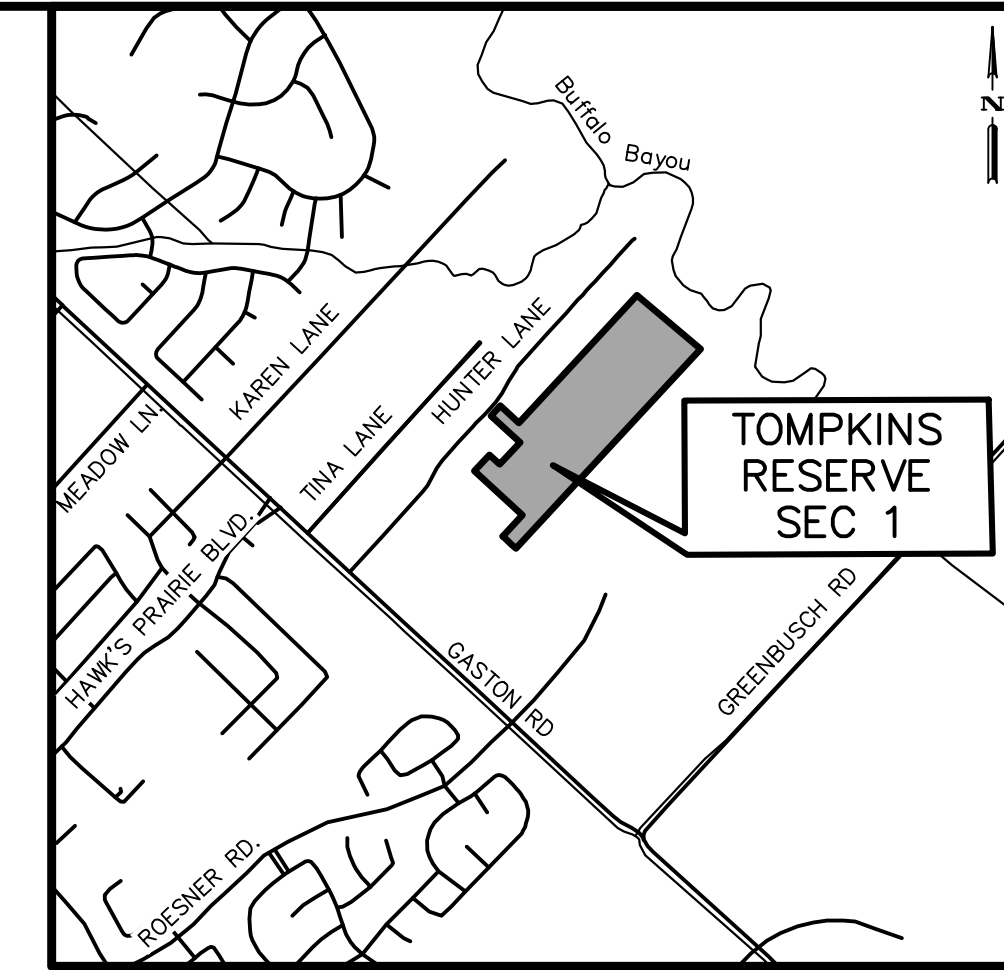 Buffalo
Bayou
N
KAREN LANE
HUNTER LANE
TINA LANE
MEADOW LN.
TOMPKINS
RESERVE
SEC 1
HAWK'S PRAIRIE BLVD.
GREENBUSCH RD
GASTON RD
ROESNER RD.